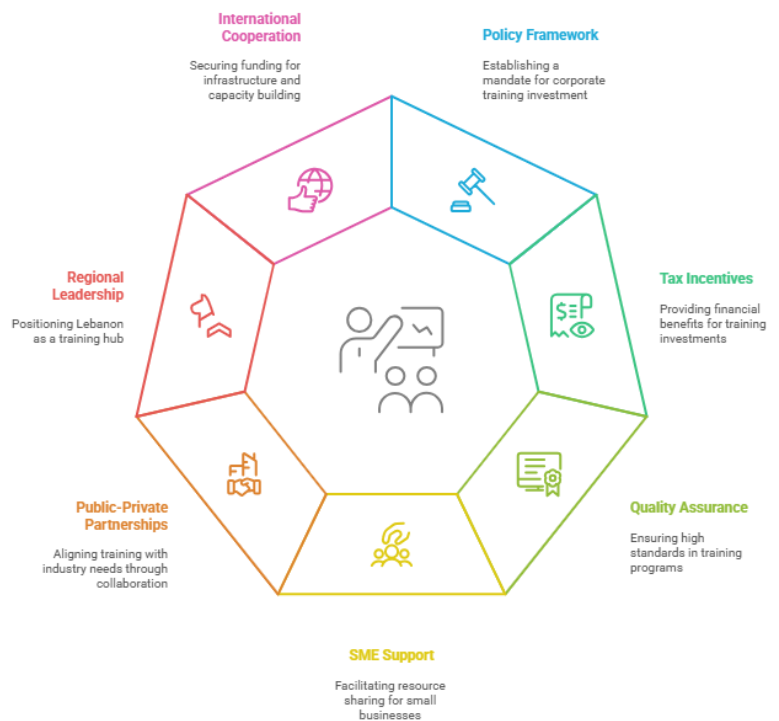 International
Cooperation
Securing funding for
infrastructure and
capacity building
Policy Framework
Establishing a
mandate for corporate
training investment
Regional
Leadership
Positioning Lebanon
as a training hub
Tax Incentives
Providing financial
benefits for training
investments
Public-Private
Partnerships
Aligning training with
industry needs through
collaboration
Quality Assurance
Ensuring high
standards in training
programs
SME Support
Facilitating resource
sharing for small
businesses